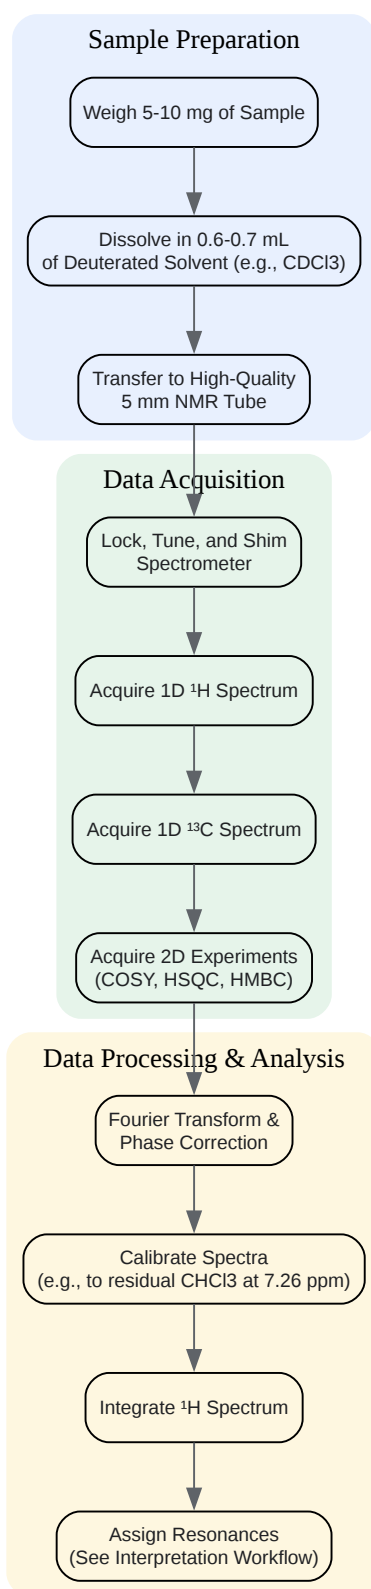 Sample Preparation
Weigh 5-10 mg of Sample
Dissolve in 0.6-0.7 mL
of Deuterated Solvent (e.g., CDCl3)
Transfer to High-Quality
5 mm NMR Tube
Data Acquisition
Lock, Tune, and Shim
Spectrometer
Acquire 1D ¹H Spectrum
Acquire 1D ¹³C Spectrum
Acquire 2D Experiments
(COSY, HSQC, HMBC)
Data Processing & Analysis
Fourier Transform &
Phase Correction
Calibrate Spectra
(e.g., to residual CHCl3 at 7.26 ppm)
Integrate ¹H Spectrum
Assign Resonances
(See Interpretation Workflow)